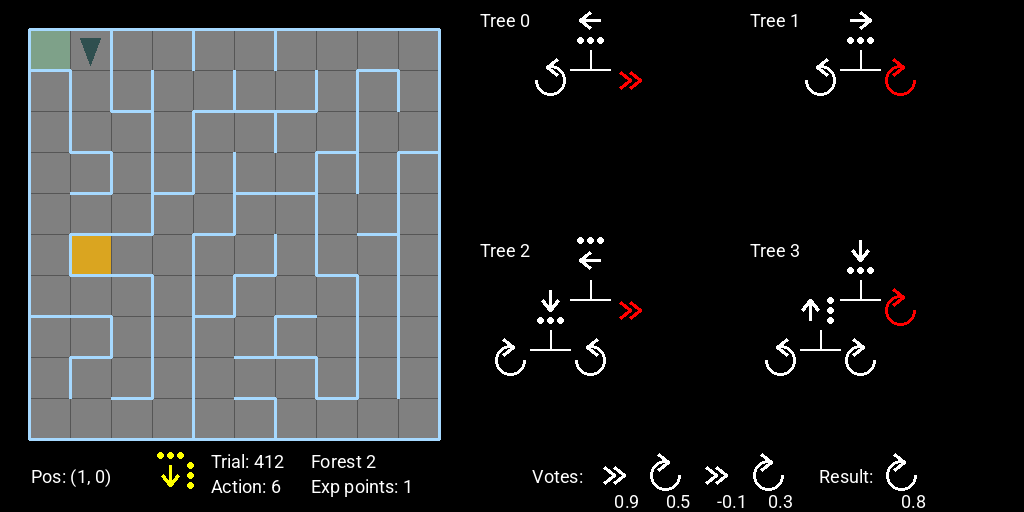 Tree 0
Tree 1
Tree 2
Tree 3
Pos: (1, 0)
Trial: 412
Forest 2
Action: 6
Exp points: 1
Votes:
0.9
0.5
-0.1
0.3
Result:
0.8